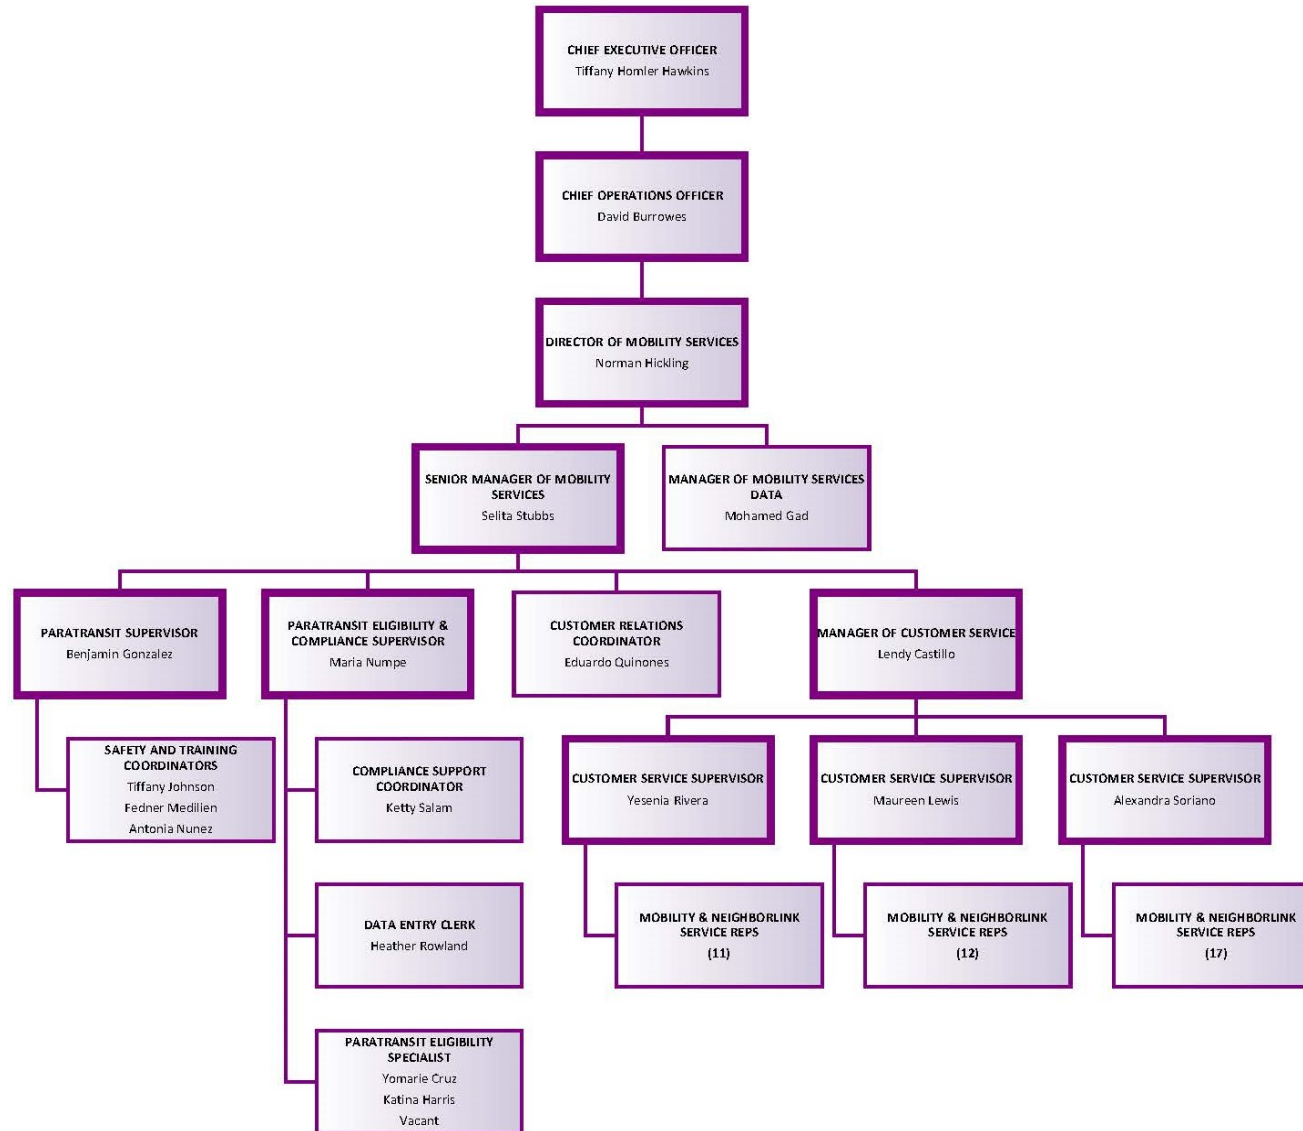 CHIEF EXECUTIVE OFFICER
Tiffany Homler Hawkins
CHIEF OPERATIONS OFFICER
David Burrowes
DIRECTOR OF MOBILITY SERVICES
Norman Hickling
SENIOR MANAGER OF MOBILITY
SERVICES
Selita Stubbs
MANAGER OF MOBILITY SERVICES
DATA
Mohamed Gad
PARATRANSIT SUPERVISOR
Benjamin Gonzalez
PARATRANSIT ELIGIBILITY &
COMPLIANCE SUPERVISOR
Maria Numpe
CUSTOMER RELATIONS
COORDINATOR
Eduardo Quinones
MANAGER OF CUSTOMER SERVICE
Lendy Castillo
SAFETY AND TRAINING
COORDINATORS
Tiffany Johnson
Fedner Medilien
Antonia Nunez
COMPLIANCE SUPPORT
COORDINATOR
Ketty Salam
CUSTOMER SERVICE SUPERVISOR
Yesenia Rivera
CUSTOMER SERVICE SUPERVISOR
Maureen Lewis
CUSTOMER SERVICE SUPERVISOR
Alexandra Soriano
DATA ENTRY CLERK
Heather Rowland
MOBILITY & NEIGHBORLINK
SERVICE REPS
(11)
MOBILITY & NEIGHBORLINK
SERVICE REPS
(12)
MOBILITY & NEIGHBORLINK
SERVICE REPS
(17)
PARATRANSIT ELIGIBILITY
SPECIALIST
Yomarie Cruz
Katina Harris
Vacant